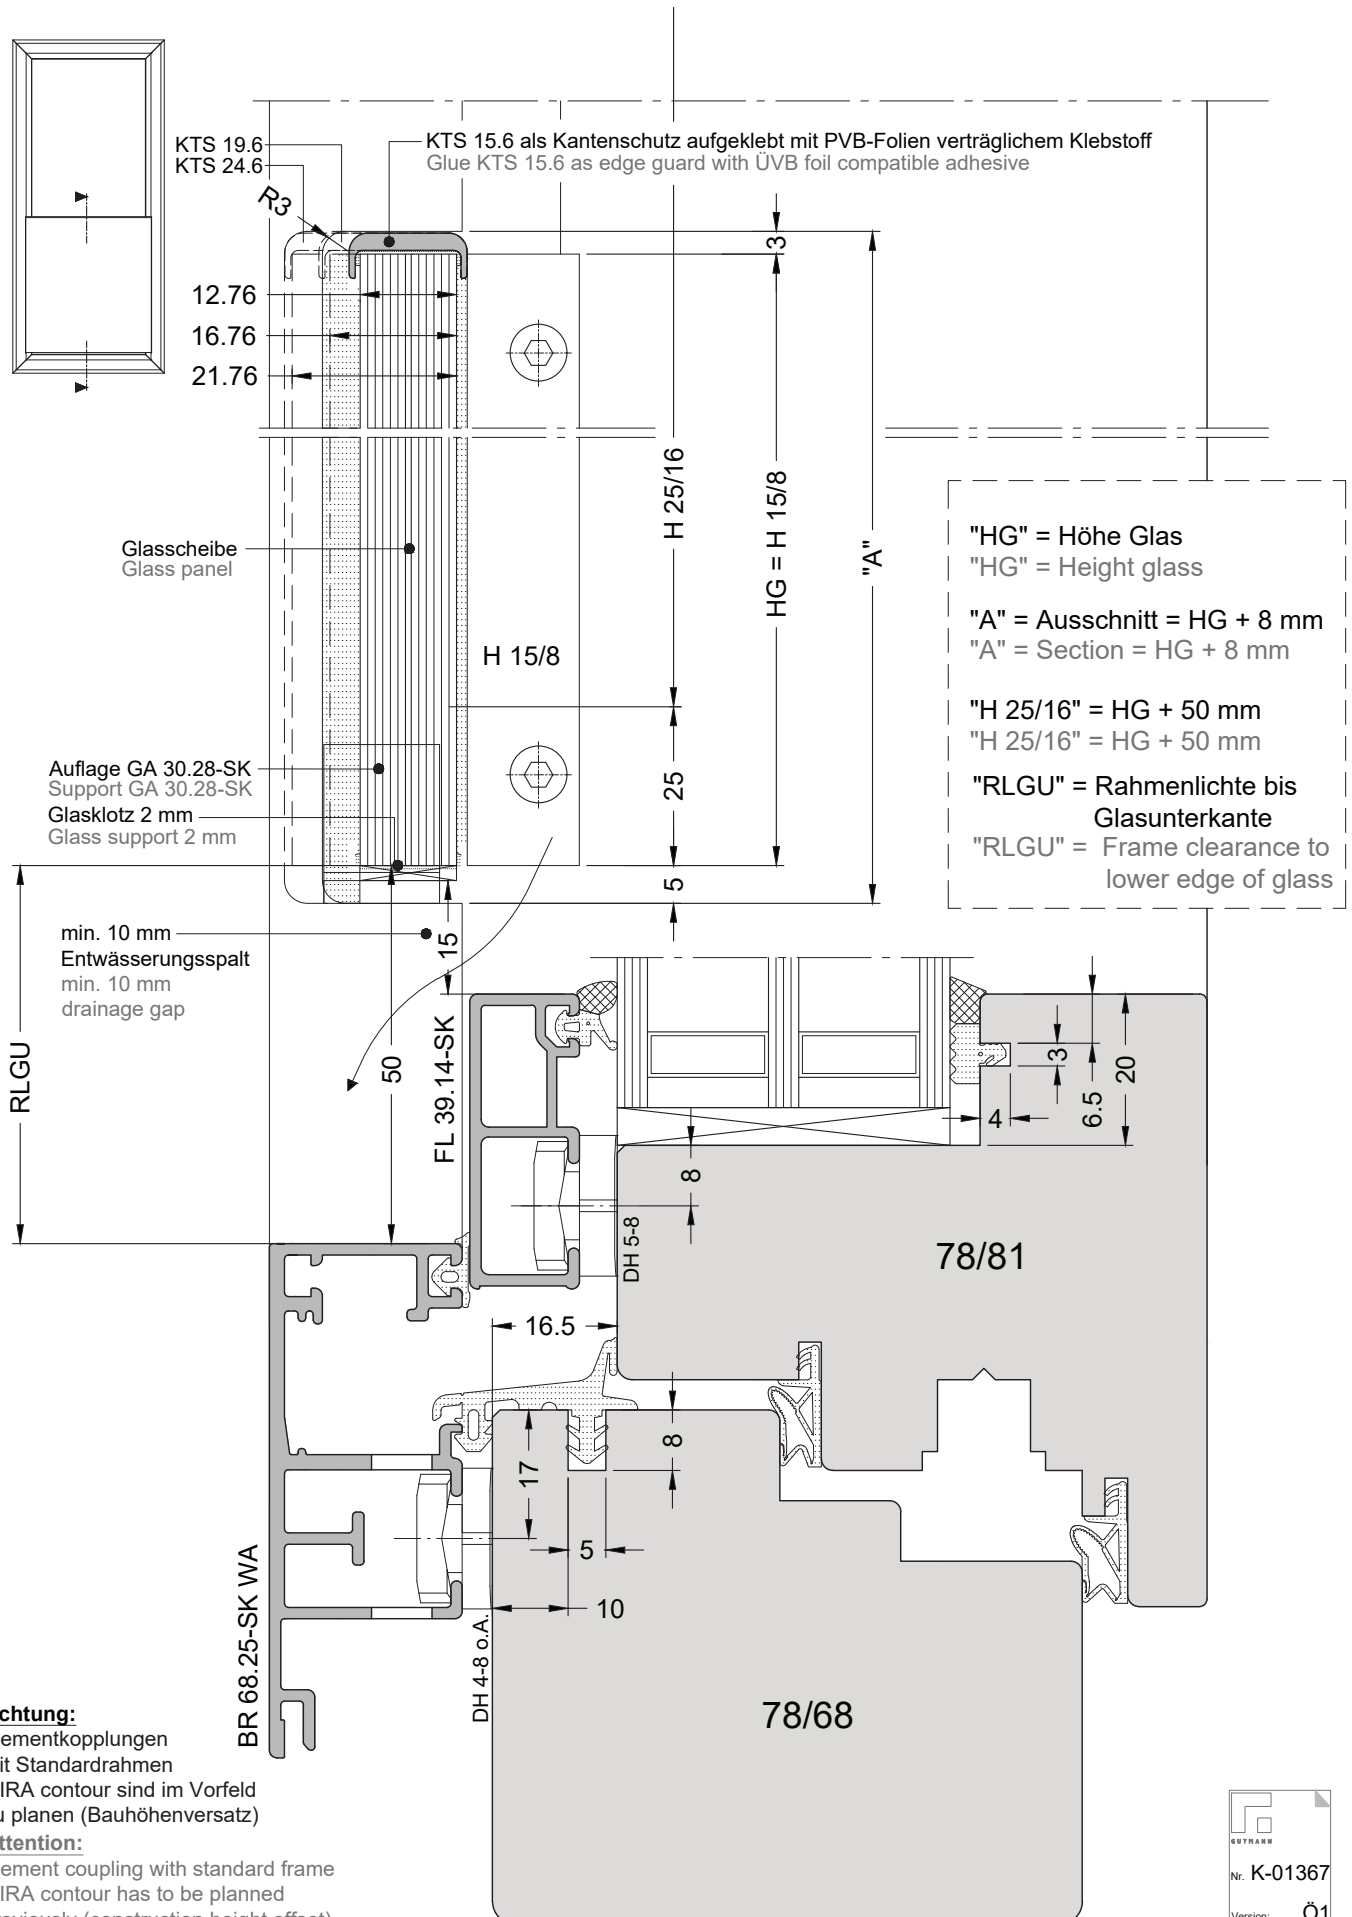 KTS 19.6
KTS 24.6
KTS 15.6 als Kantenschutz aufgeklebt mit PVB-Folien verträglichem Klebstoff
Glue KTS 15.6 as edge guard with ÜVB foil compatible adhesive
R3
3
12.76
16.76
21.76
H 25/16
HG = H 15/8
"A"
Glasscheibe
Glass panel
H 15/8
"HG" = Höhe Glas
"HG" = Height glass
"A" = Ausschnitt = HG + 8 mm
"A" = Section = HG + 8 mm
"H 25/16" = HG + 50 mm
"H 25/16" = HG + 50 mm
"RLGU" = Rahmenlichte bis
Glasunterkante
"RLGU" = Frame clearance to
lower edge of glass
Auflage GA 30.28-SK
Support GA 30.28-SK
Glasklotz 2 mm
Glass support 2 mm
25
5
min. 10 mm
Entwässerungsspalt
min. 10 mm
drainage gap
15
RLGU
50
FL 39.14-SK
3
4
6.5
20
8
DH 5-8
78/81
16.5
8
17
5
10
BR 68.25-SK WA
DH 4-8 o.A.
78/68
chtung:
ementkopplungen
it Standardrahmen
IRA contour sind im Vorfeld
u planen (Bauhöhenversatz)
ttention:
ement coupling with standard frame
IRA contour has to be planned
eviously (construction height offset)
GUTMANN
Nr. K-01367
Version: Ö1